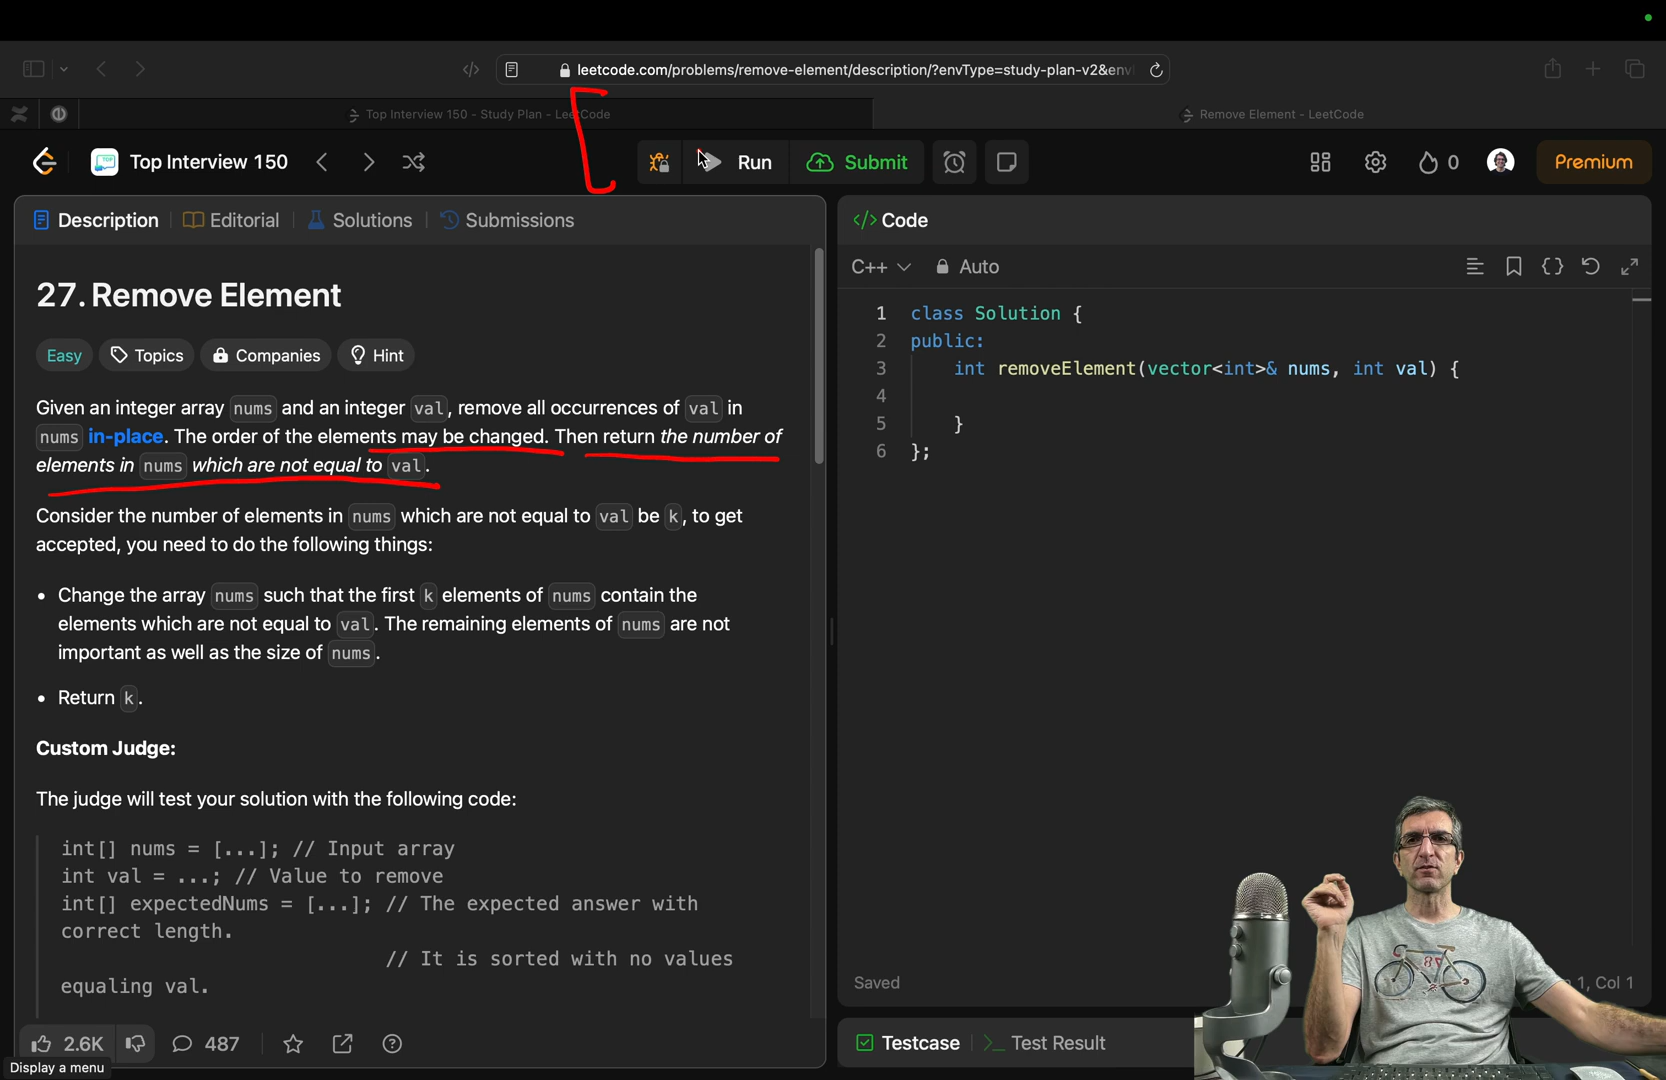 leetcode.com/problems/remove-element/description/?envType=study-plan-v2&env
Top Interview 150 - Study Plan - LeetCode
Remove Element - LeetCode
Top Interview 150
Run
Submit
0
Premium
Description
Editorial
Solutions
Submissions
27. Remove Element
Easy
Topics
Companies
Hint
Given an integer array nums and an integer val, remove all occurrences of val in
nums in-place. The order of the elements may be changed. Then return the number of
elements in nums which are not equal to val.
Consider the number of elements in nums which are not equal to val be k, to get
accepted, you need to do the following things:
• Change the array nums such that the first k elements of nums contain the
elements which are not equal to val. The remaining elements of nums are not
important as well as the size of nums.
• Return k.
Custom Judge:
The judge will test your solution with the following code:
int[] nums = [...]; // Input array
int val = ...; // Value to remove
int[] expectedNums = [...]; // The expected answer with
correct length.
// It is sorted with no values
equaling val.
2.6K
487
Display a menu
</> Code
C++
Auto
1 class Solution {
2 public:
3 int removeElement(vector<int>& nums, int val) {
4
5 }
6 };
Saved
1, Col 1
Testcase
Test Result